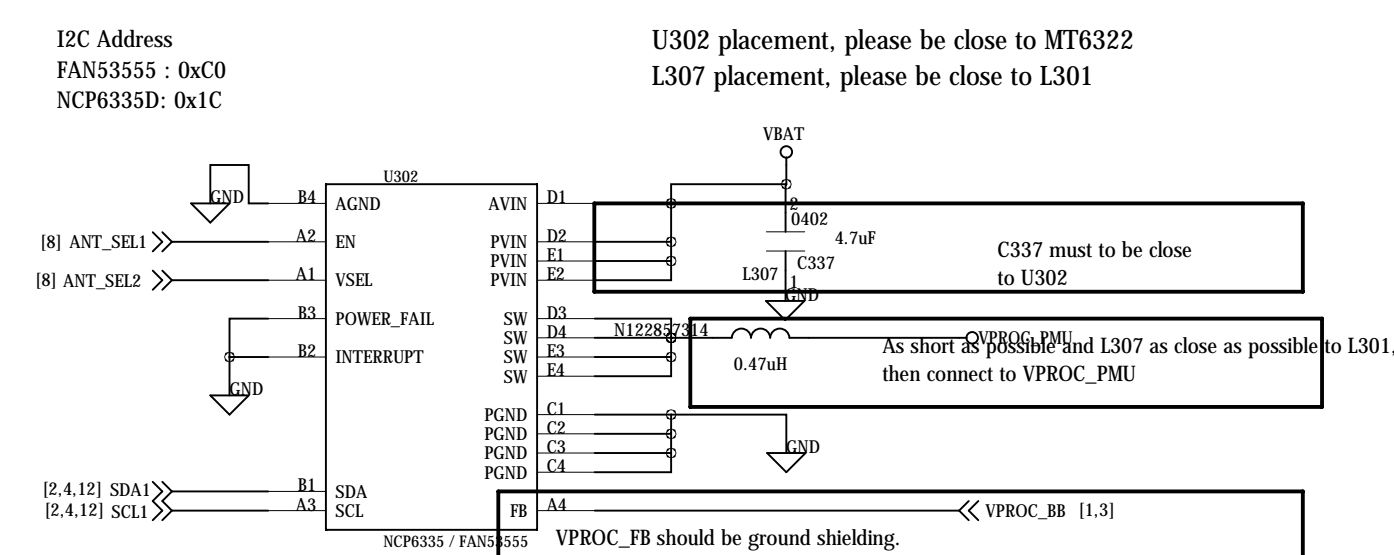 I2C Address
FAN53555 : 0xC0
NCP6335D: 0x1C
U302 placement, please be close to MT6322
L307 placement, please be close to L301
VBAT
U302
GND
B4
AGND
AVIN
D1
2
0402
[8] ANT_SEL1
A2
EN
PVIN
D2
4.7uF
PVIN
E1
C337
C337 must to be close
to U302
[8] ANT_SEL2
A1
VSEL
PVIN
E2
L307
1
GND
B3
POWER_FAIL
SW
D3
N122857314
SW
D4
VPROC_PMU
B2
INTERRUPT
SW
E3
0.47uH
As short as possible and L307 as close as possible to L301,
then connect to VPROC_PMU
SW
E4
GND
PGND
C1
PGND
C2
PGND
C3
GND
PGND
C4
[2,4,12] SDA1
B1
SDA
[2,4,12] SCL1
A3
SCL
FB
A4
VPROC_BB [1,3]
NCP6335 / FAN53555
VPROC_FB should be ground shielding.